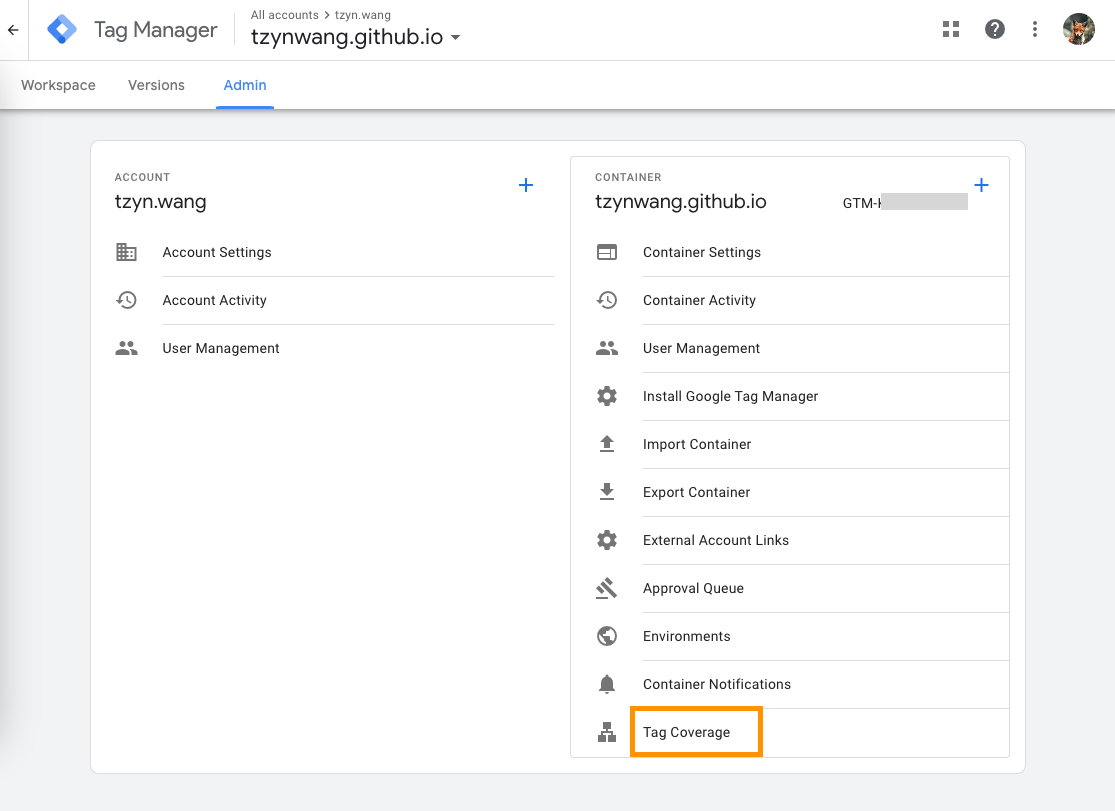 Tag Manager
All accounts > tzyn.wang
tzynwang.github.io
Workspace
Versions
Admin
ACCOUNT
tzyn.wang
Account Settings
Account Activity
User Management
CONTAINER
tzynwang.github.io
GTM-
Container Settings
Container Activity
User Management
Install Google Tag Manager
Import Container
Export Container
External Account Links
Approval Queue
Environments
Container Notifications
Tag Coverage